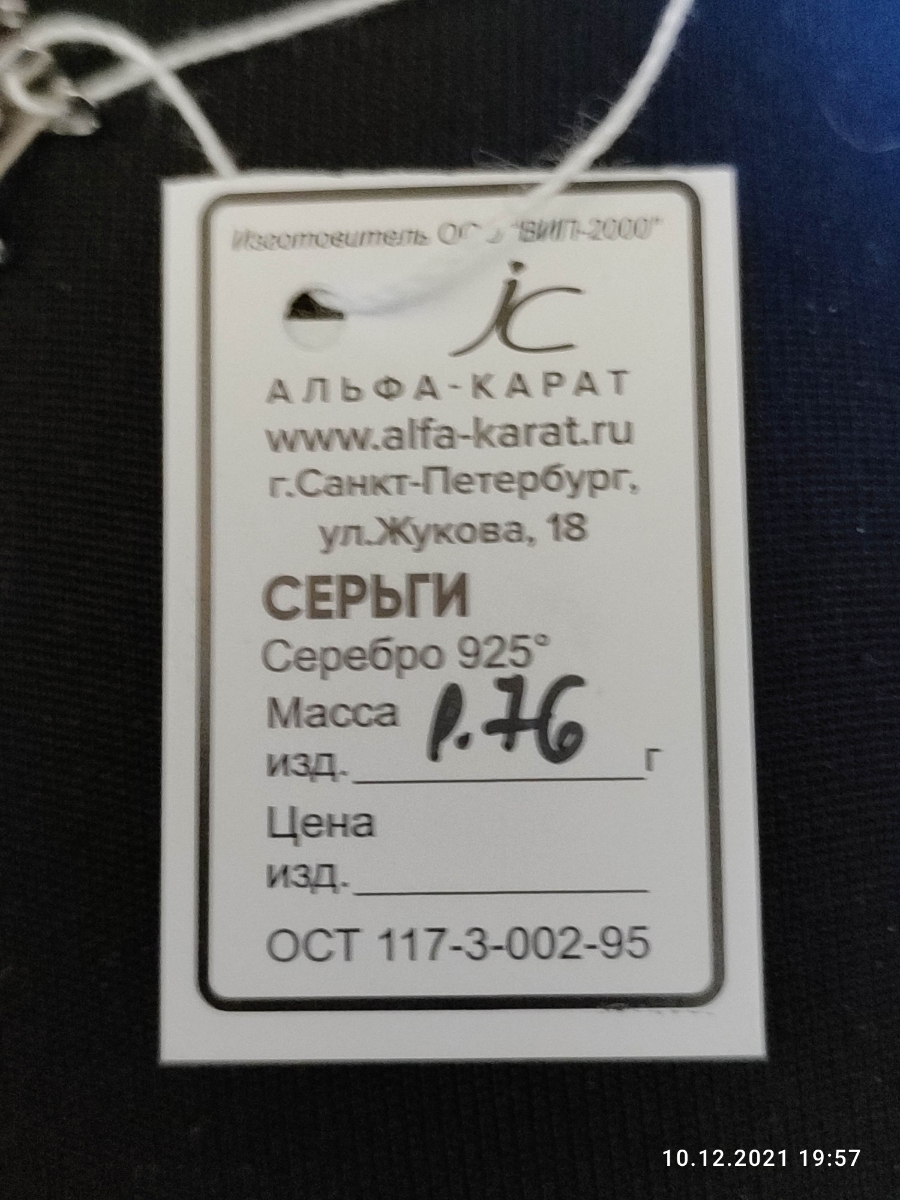 Изготовитель ООО "ВИП-2000"
jc
АЛЬФА-КАРАТ
www.alfa-karat.ru
г.Санкт-Петербург,
ул.Жукова, 18
СЕРЬГИ
Серебро 925°
Масса
изд. 1.76 г
Цена
изд.
ОСТ 117-3-002-95
10.12.2021 19:57